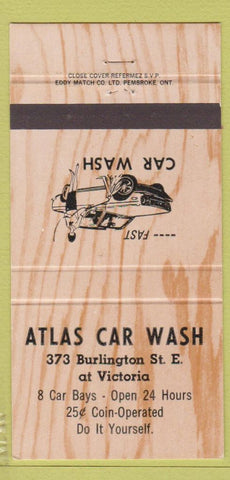 CLOSE COVER REFERMEZ S.V.P.
EDDY MATCH CO. LTD. PEMBROKE, ONT.
CAR WASH
---- FAST
ATLAS CAR WASH
373 Burlington St. E.
at Victoria
8 Car Bays - Open 24 Hours
25¢ Coin-Operated
Do It Yourself.